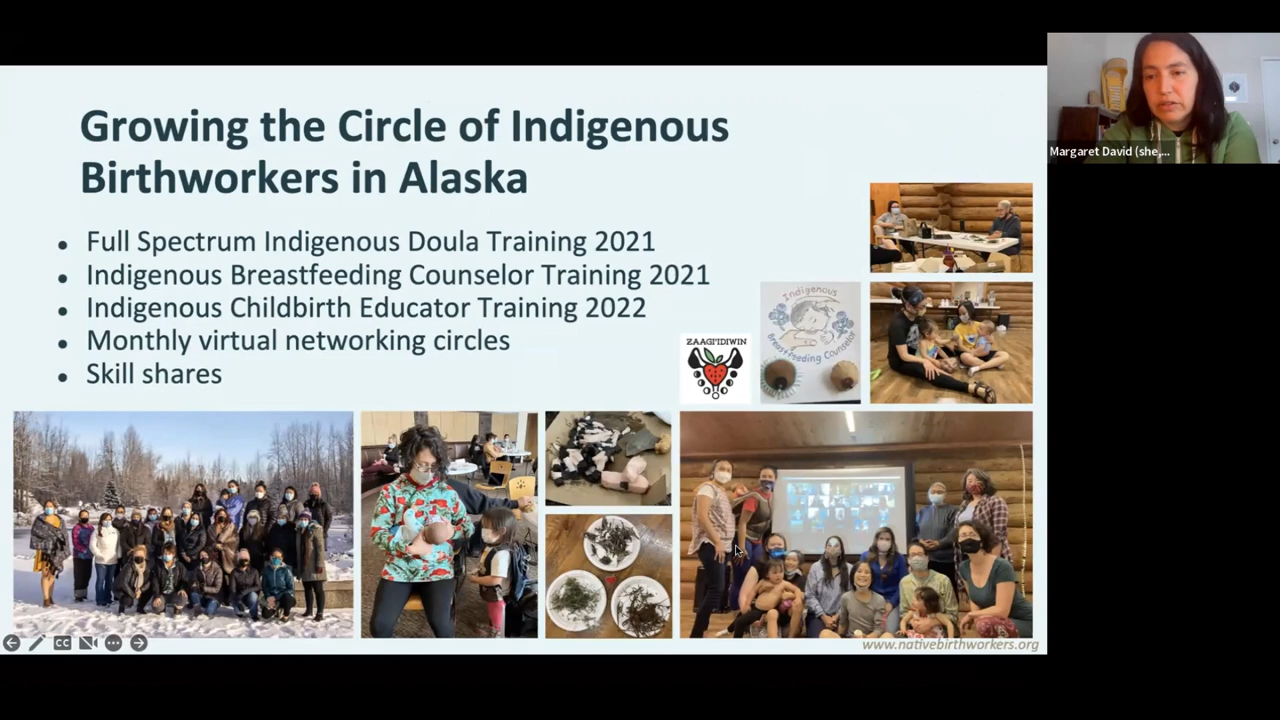 Growing the Circle of Indigenous
Birthworkers in Alaska
Full Spectrum Indigenous Doula Training 2021
Indigenous Breastfeeding Counselor Training 2021
Indigenous Childbirth Educator Training 2022
Monthly virtual networking circles
Skill shares
ZAAGI'IDIWIN
Indigenous
Breastfeeding Counselor
www.nativebirthworkers.org
Margaret David (she,...
CC